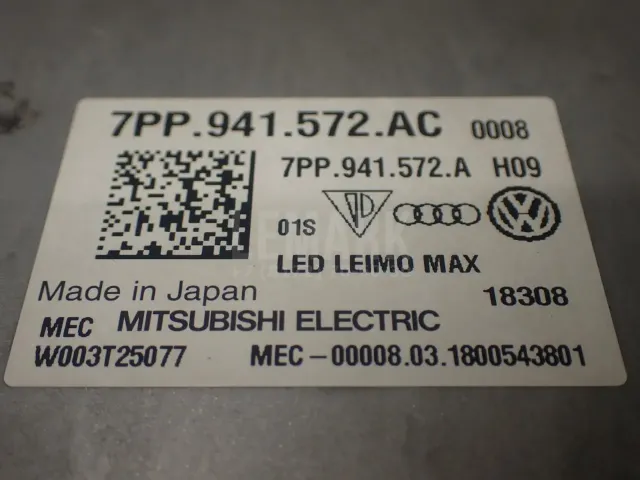 7PP.941.572.AC 0008
7PP.941.572.A H09
01S
LED LEIMO MAX
Made in Japan 18308
MEC MITSUBISHI ELECTRIC
W003T25077 MEC-00008.03.1800543801